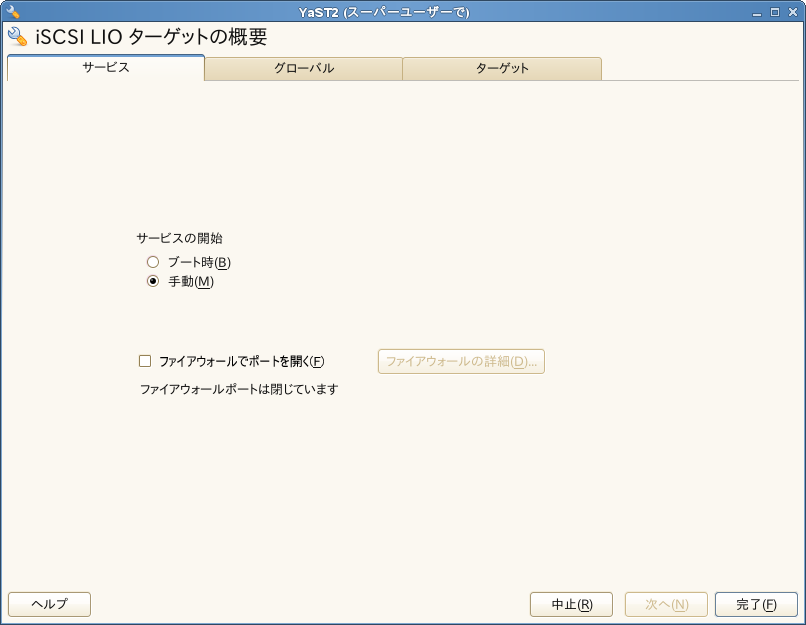 YaST2 (スーパーユーザーで)
iSCSI LIO ターゲットの概要
サービス グローバル ターゲット
サービスの開始
ブート時(B)
手動(M)
ファイアウォールでポートを開く(F) ファイアウォールの詳細(D)...
ファイアウォールポートは閉じています
ヘルプ 中止(R) 次へ(N) 完了(F)